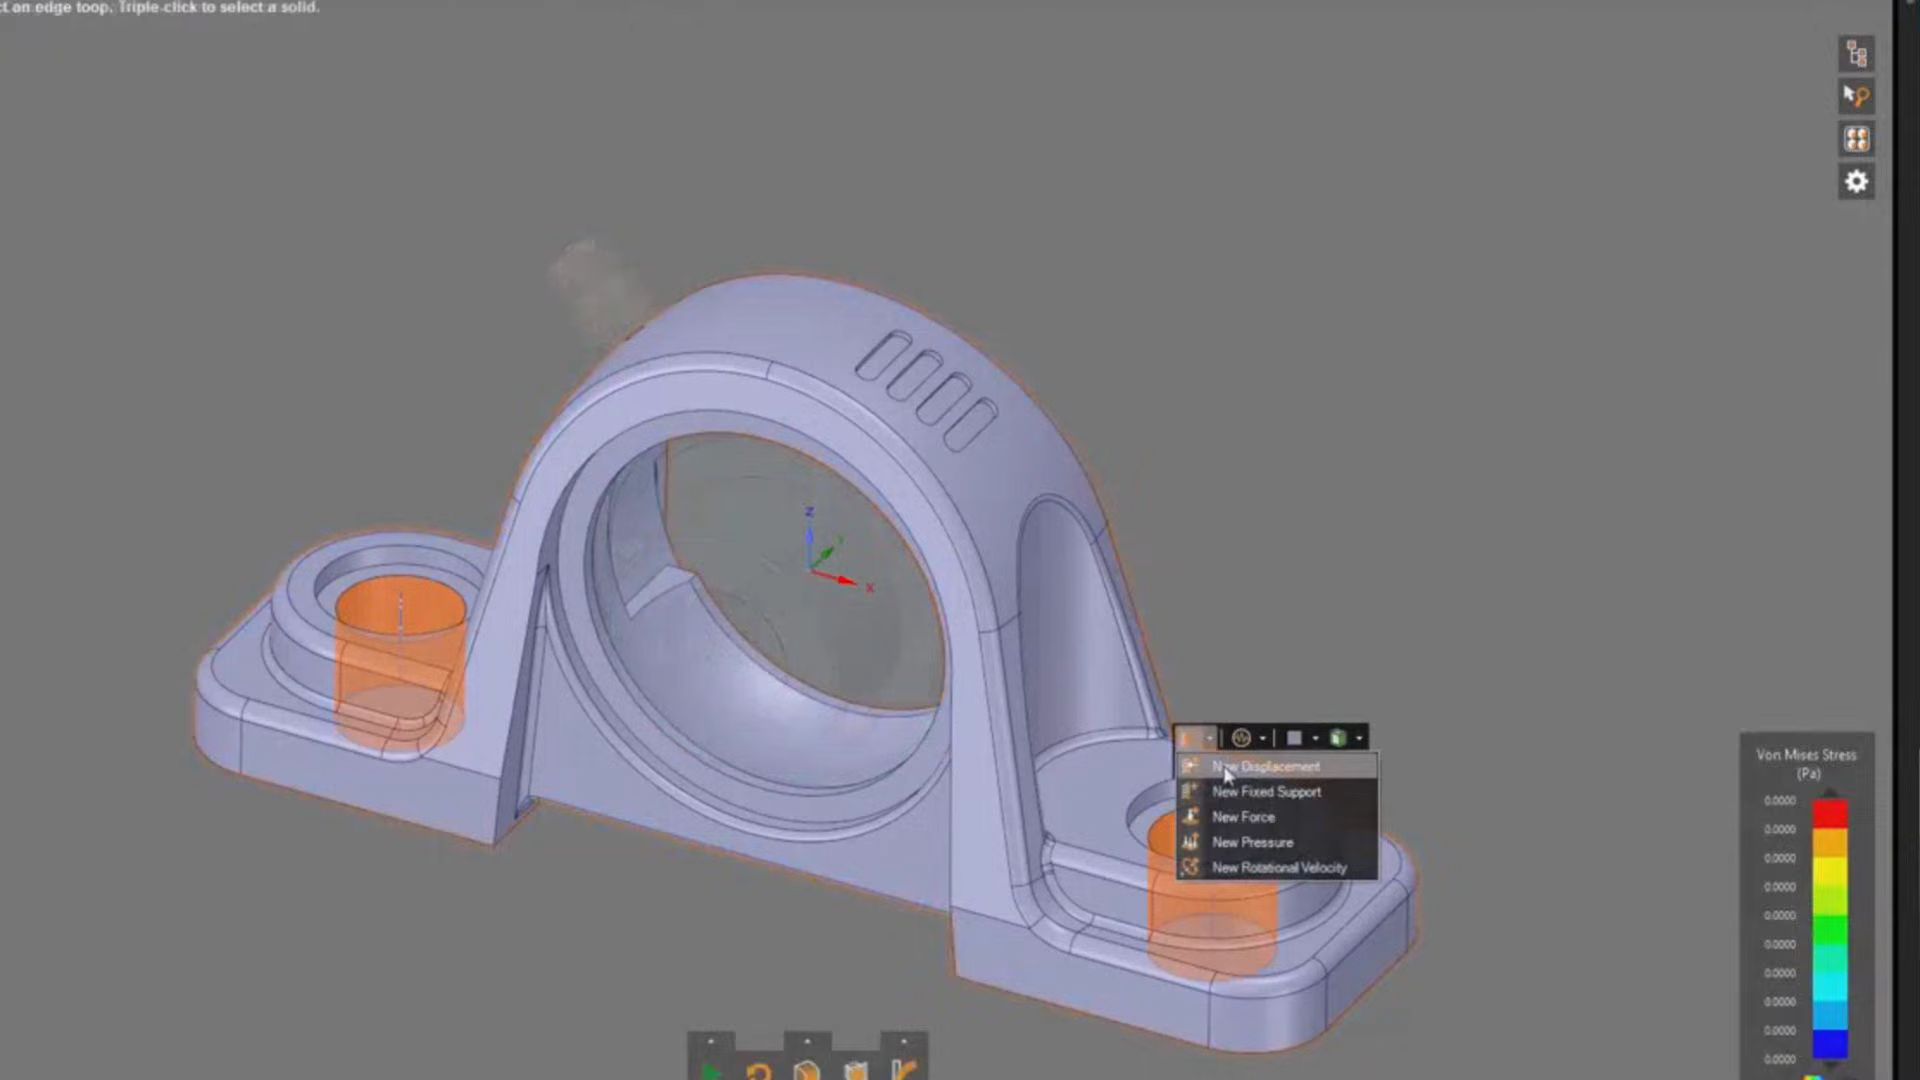 ct an edge loop. Triple-click to select a solid.
Z
Y
X
New Displacement
New Fixed Support
New Force
New Pressure
New Rotational Velocity
Von Mises Stress
(Pa)
0.0000
0.0000
0.0000
0.0000
0.0000
0.0000
0.0000
0.0000
0.0000
0.0000